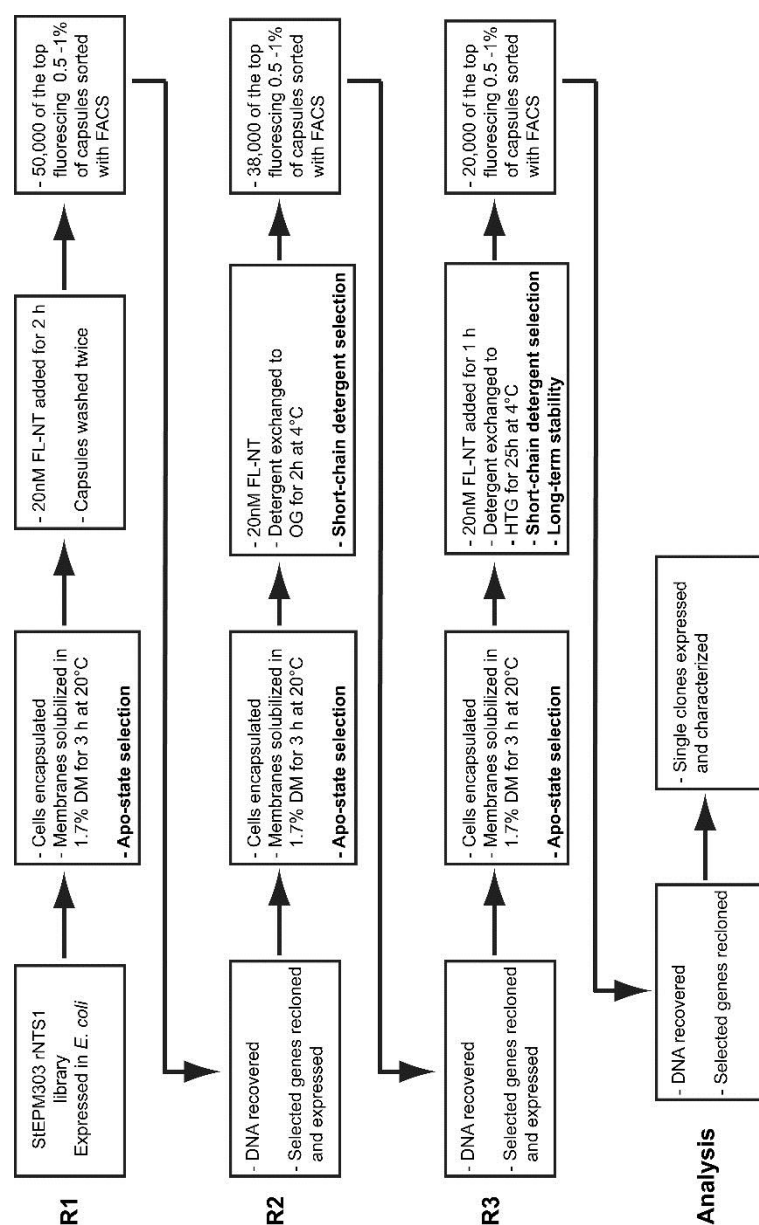 R1
StEPM303 rNTS1
library
Expressed in E. coli
- Cells encapsulated
- Membranes solubilized in
1.7% DM for 3 h at 20°C
- Apo-state selection
- 20nM FL-NT added for 2 h
- Capsules washed twice
- 50,000 of the top
fluorescing 0.5 -1%
of capsules sorted
with FACS
R2
- DNA recovered
- Selected genes recloned
and expressed
- Cells encapsulated
- Membranes solubilized in
1.7% DM for 3 h at 20°C
- Apo-state selection
- 20nM FL-NT
- Detergent exchanged to
OG for 2h at 4°C
- Short-chain detergent selection
- 38,000 of the top
fluorescing 0.5 -1%
of capsules sorted
with FACS
R3
- DNA recovered
- Selected genes recloned
and expressed
- Cells encapsulated
- Membranes solubilized in
1.7% DM for 3 h at 20°C
- Apo-state selection
- 20nM FL-NT added for 1 h
- Detergent exchanged to
- HTG for 25h at 4°C
- Short-chain detergent selection
- Long-term stability
- 20,000 of the top
fluorescing 0.5 -1%
of capsules sorted
with FACS
Analysis
- DNA recovered
- Selected genes recloned
- Single clones expressed
and characterized